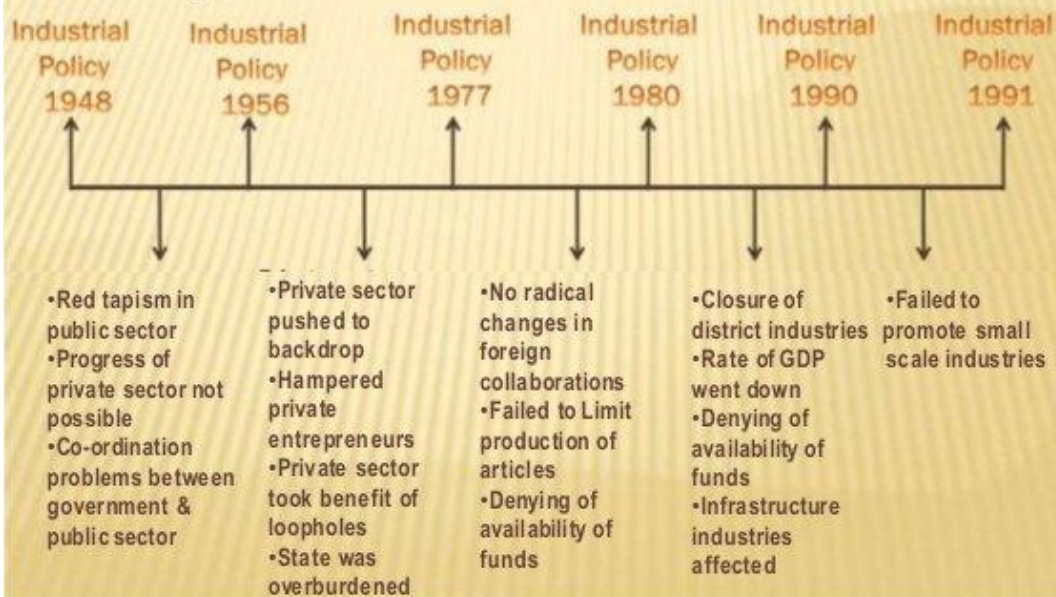 Industrial
Policy
1948
Industrial
Policy
1956
Industrial
Policy
1977
Industrial
Policy
1980
Industrial
Policy
1990
Industrial
Policy
1991
•Red tapism in
public sector
•Progress of
private sector not
possible
•Co-ordination
problems between
government &
public sector
•Private sector
pushed to
backdrop
•Hampered
private
entrepreneurs
•Private sector
took benefit of
loopholes
•State was
overburdened
•No radical
changes in
foreign
collaborations
•Failed to Limit
production of
articles
•Denying of
availability of
funds
•Closure of
district industries
•Rate of GDP
went down
•Denying of
availability of
funds
•Infrastructure
industries
affected
•Failed to
promote small
scale industries